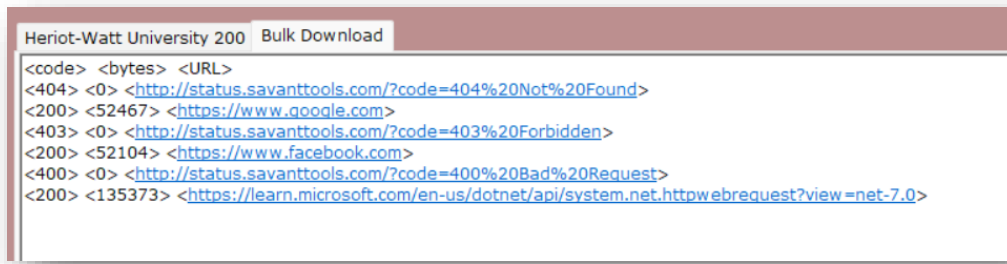 Heriot-Watt University 200 Bulk Download
<code> <bytes> <URL>
<404> <0> <http://status.savanttools.com/?code=404%20Not%20Found>
<200> <52467> <https://www.google.com>
<403> <0> <http://status.savanttools.com/?code=403%20Forbidden>
<200> <52104> <https://www.facebook.com>
<400> <0> <http://status.savanttools.com/?code=400%20Bad%20Request>
<200> <135373> <https://learn.microsoft.com/en-us/dotnet/api/system.net.httpwebrequest?view=net-7.0>